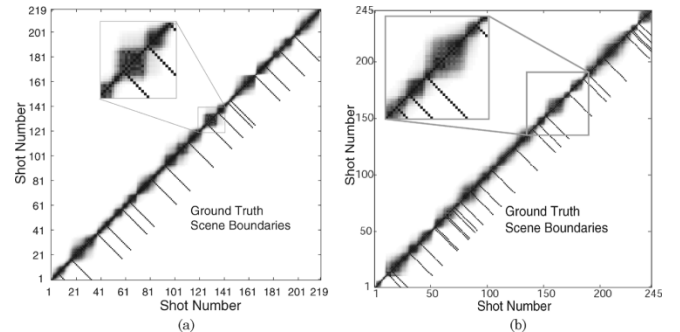 219
201
181
161
141
121
101
81
61
41
21
1
Shot Number
Ground Truth
Scene Boundaries
1 21 41 61 81 101 121 141 161 181 201 219
Shot Number
(a)
245
200
150
100
50
1
Shot Number
Ground Truth
Scene Boundaries
1 50 100 150 200 245
Shot Number
(b)